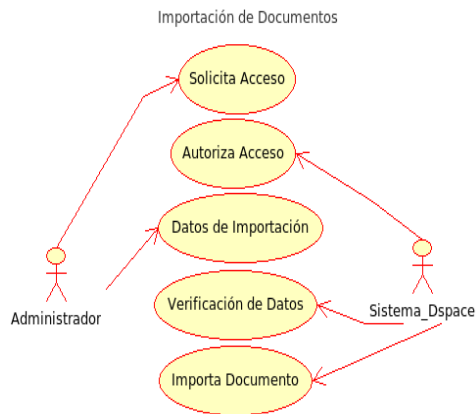 Importación de Documentos
Solicita Acceso
Autoriza Acceso
Datos de Importación
Administrador
Verificación de Datos
Sistema_Dspace
Importa Documento